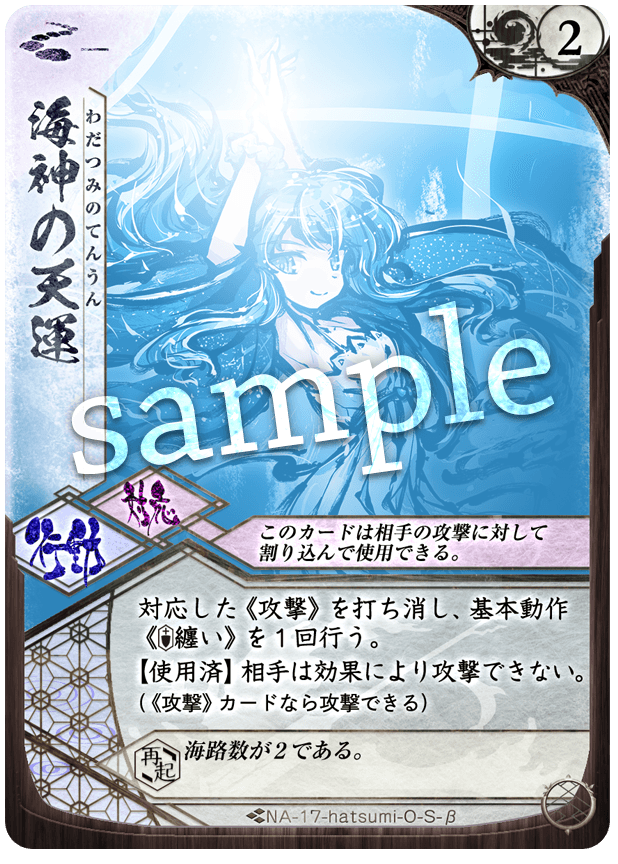 2
海神の天運
わだつみのてんうん
sample
対応
行動
このカードは相手の攻撃に対して
割り込んで使用できる。
対応した《攻撃》を打ち消し、基本動作
《纏い》を１回行う。
【使用済】相手は効果により攻撃できない。
(《攻撃》カードなら攻撃できる)
再起
海路数が２である。
NA-17-hatsumi-O-S-β